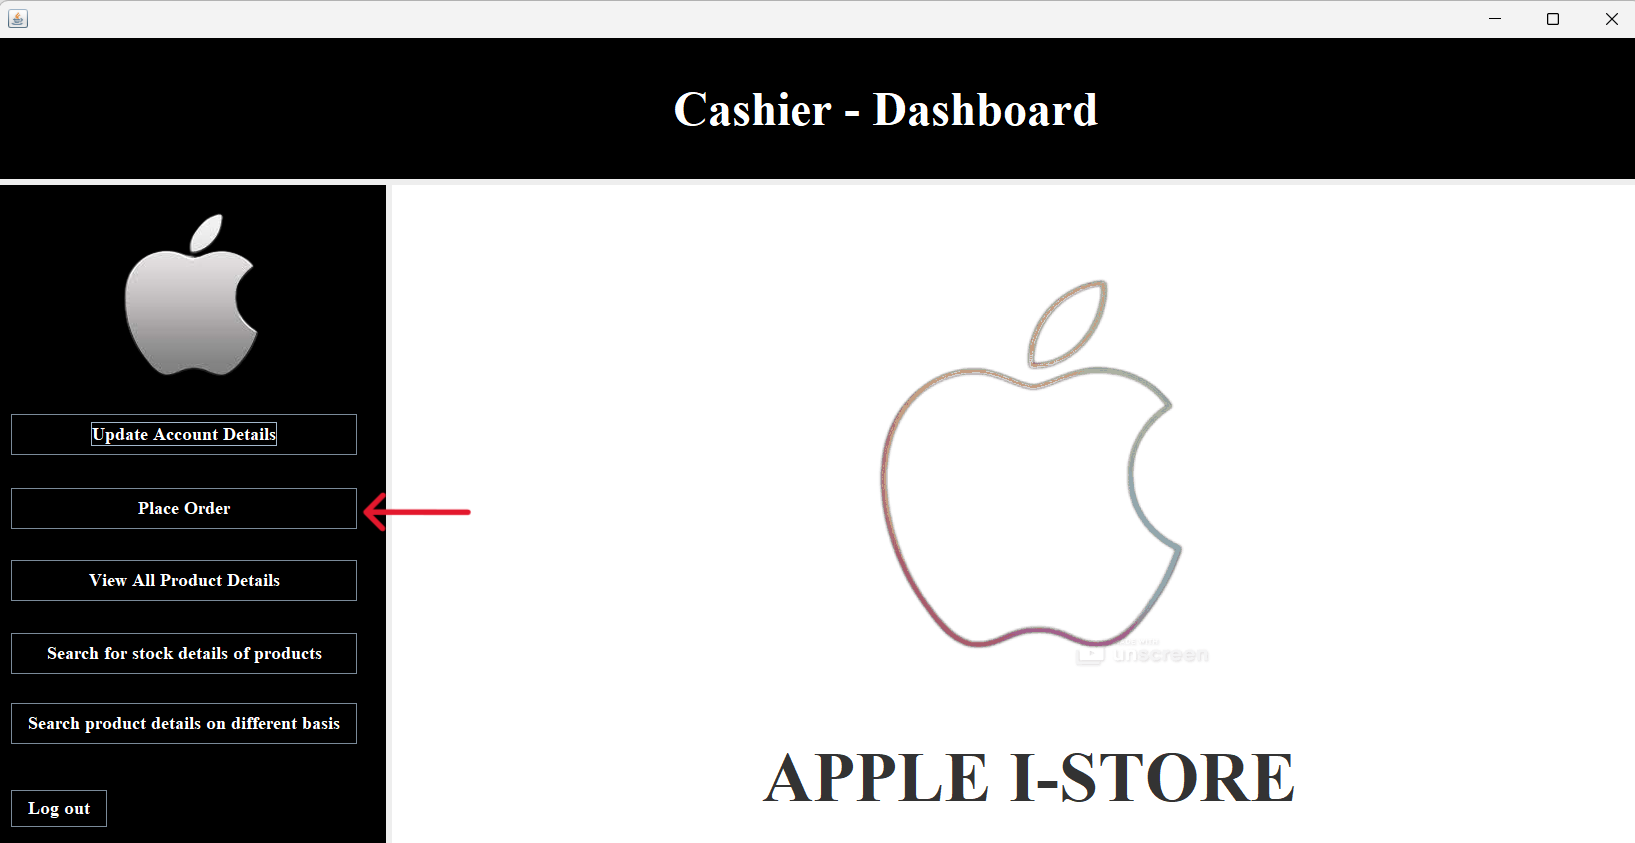 Cashier - Dashboard
Update Account Details
Place Order
View All Product Details
Search for stock details of products
Search product details on different basis
Log out
unscreen
APPLE I-STORE